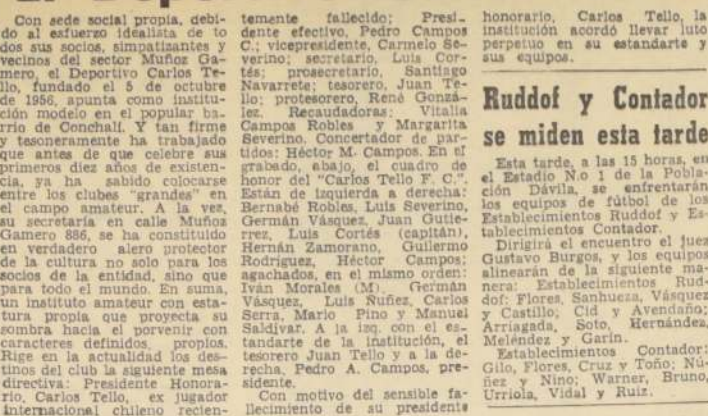 Con sede social propia, debi-
do al esfuerzo idealista de to
dos sus socios, simpatizantes y
vecinos del sector Muñoz Ga-
mero, el Deportivo Carlos Te-
llo, fundado el 5 de octubre
de 1956, apunta como institu-
ción modelo en el popular ba-
rrio de Conchalí. Y tan firme
y tesoneramente ha trabajado
que antes de que celebre sus
primeros diez años de existen-
cia, ya ha sabido colocarse
entre los clubes "grandes" en
el campo amateur. A la vez,
su secretaría en calle Muñoz
Gamero 886, se ha constituido
en verdadero alero protector
de la cultura no solo para los
socios de la entidad, sino que
para todo el mundo. En suma,
un instituto amateur con esta-
tura propia que proyecta su
sombra hacia el porvenir con
caracteres definidos, propios.
Rige en la actualidad los des-
tinos del club la siguiente mesa
directiva: Presidente Honora-
rio, Carlos Tello, ex jugador
internacional chileno recien-
temente fallecido; Presi-
dente efectivo, Pedro Campos
C.; vicepresidente, Carmelo Se-
verino; secretario, Luis Cor-
tés; prosecretario, Santiago
Navarrete; tesorero, Juan Te-
llo; protesorero, René Gonzá-
lez. Recaudadoras: Vitalia
Campos Robles y Margarita
Severino. Concertador de par-
tidos: Héctor M. Campos. En el
grabado, abajo, el cuadro de
honor del "Carlos Tello F. C.".
Están de izquierda a derecha:
Bernabé Robles, Luis Severino,
Germán Vásquez, Juan Gutié-
rrez, Luis Cortés (capitán),
Hernán Zamorano, Guillermo
Rodríguez, Héctor Campos;
agachados, en el mismo orden:
Iván Morales (M). Germán
Vásquez, Luis Ñúñez, Carlos
Serra, Mario Pino y Manuel
Saldívar. A la izq. con el es-
tandarte de la institución, el
tesorero Juan Tello y a la de-
recha, Pedro A. Campos, pre-
sidente.
Con motivo del sensible fa-
llecimiento de su presidente
honorario, Carlos Tello, la
institución acordó llevar luto
perpetuo en su estandarte y
sus equipos.
Ruddof y Contador
se miden esta tarde
Esta tarde, a las 15 horas, en
el Estadio N.o 1 de la Pobla-
ción Dávila, se enfrentarán
los equipos de fútbol de los
Establecimientos Ruddof y Es-
tablecimientos Contador.
Dirigirá el encuentro el juez
Gustavo Burgos, y los equipos
alinearán de la siguiente ma-
nera: Establecimientos Rud-
dof: Flores, Sanhueza, Vásquez
y Castillo; Cid y Avendaño;
Arriagada, Soto, Hernández,
Meléndez y Garín.
Establecimientos Contador:
Gilo, Flores, Cruz y Toño; Nú-
ñez y Nino; Warner, Bruno,
Urriola, Vidal y Ruiz.